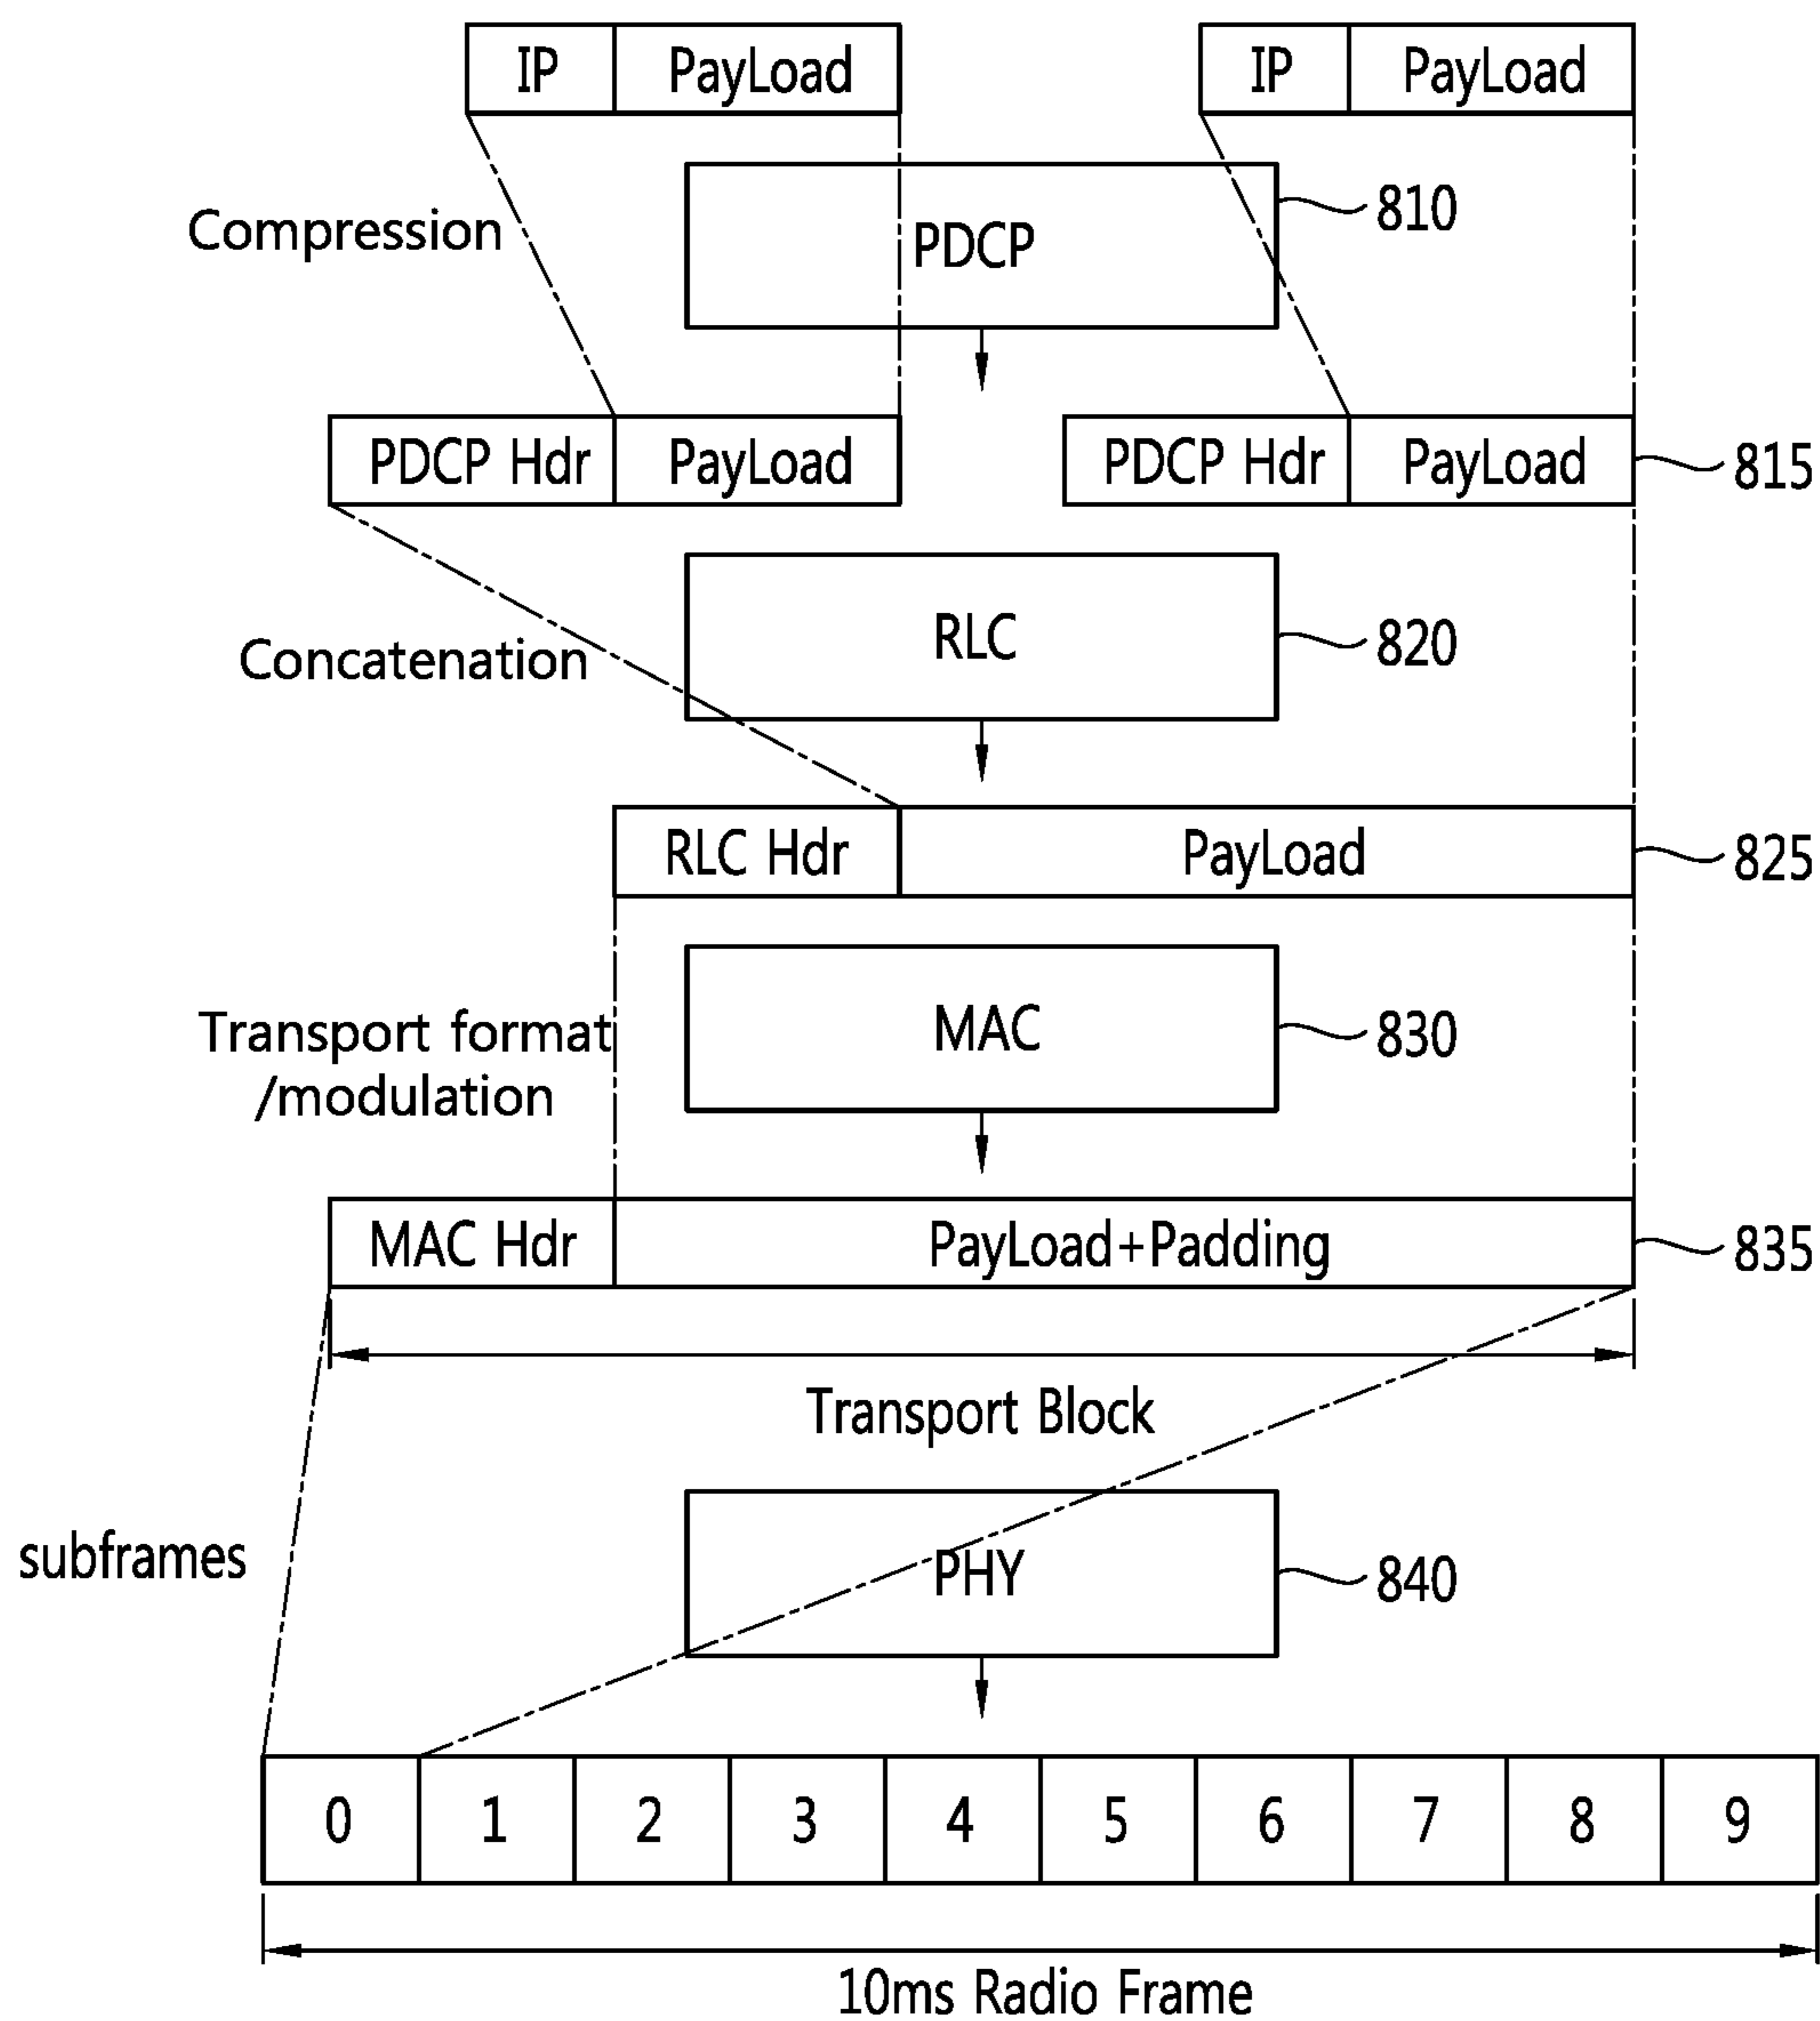 IP PayLoad IP PayLoad
Compression
PDCP
810
PDCP Hdr PayLoad PDCP Hdr PayLoad 815
Concatenation
RLC
820
RLC Hdr PayLoad 825
Transport format
/modulation
MAC
830
MAC Hdr PayLoad+Padding 835
Transport Block
subframes
PHY
840
0 1 2 3 4 5 6 7 8 9
10ms Radio Frame